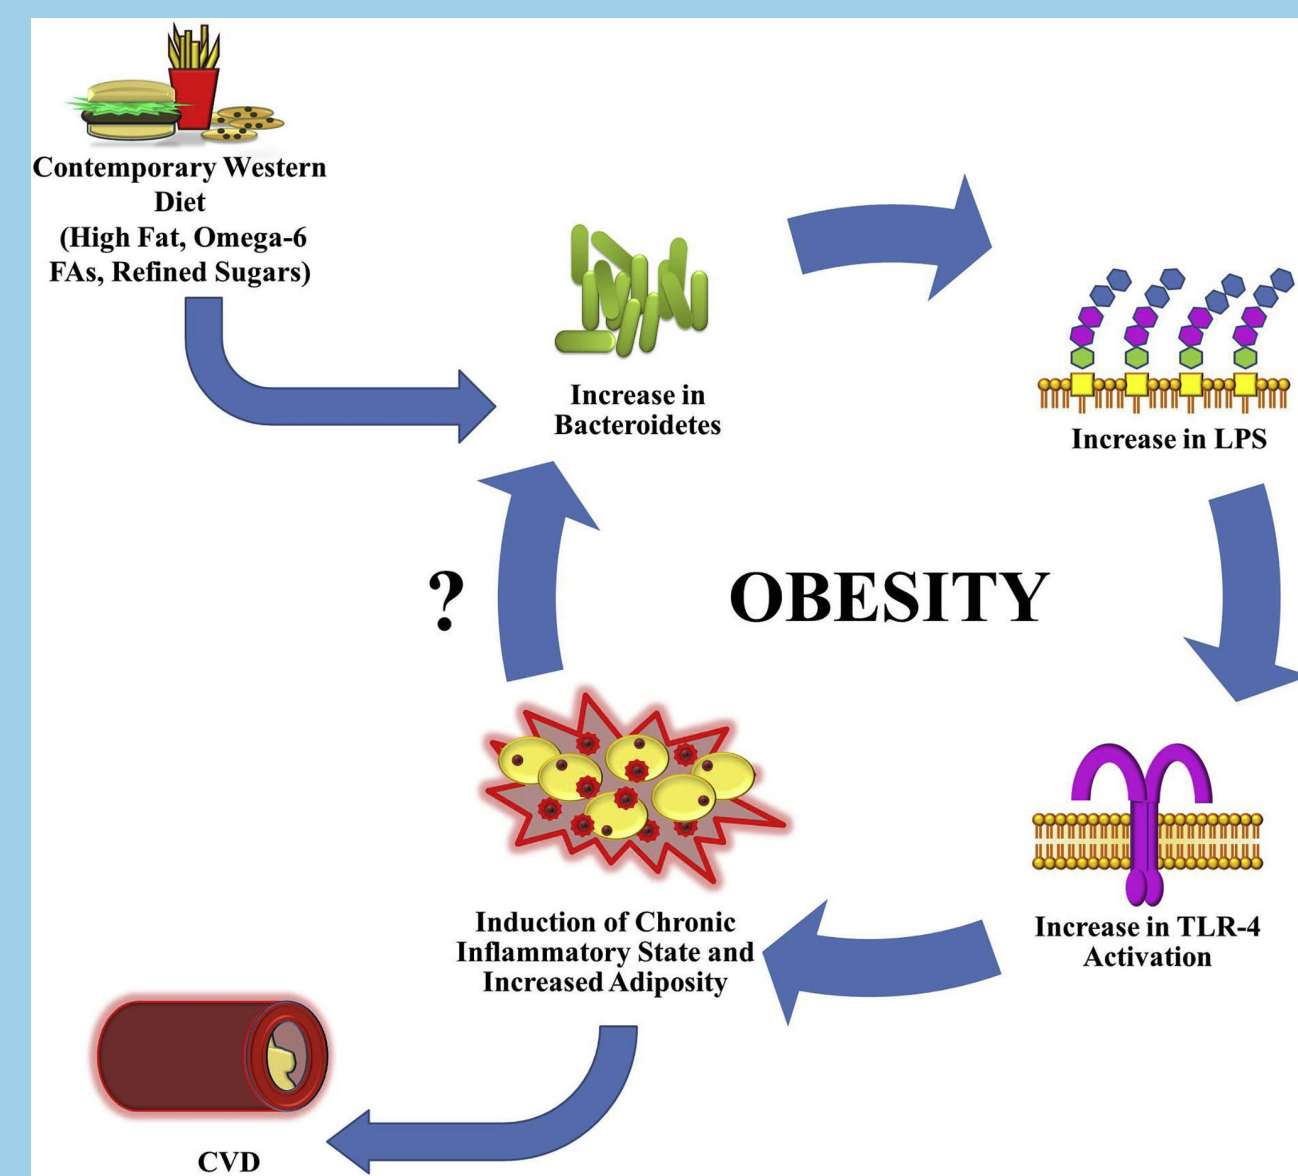 Contemporary Western
Diet
(High Fat, Omega-6
FAs, Refined Sugars)
Increase in
Bacteroidetes
Increase in LPS
?
OBESITY
Increase in TLR-4
Activation
Induction of Chronic
Inflammatory State and
Increased Adiposity
CVD